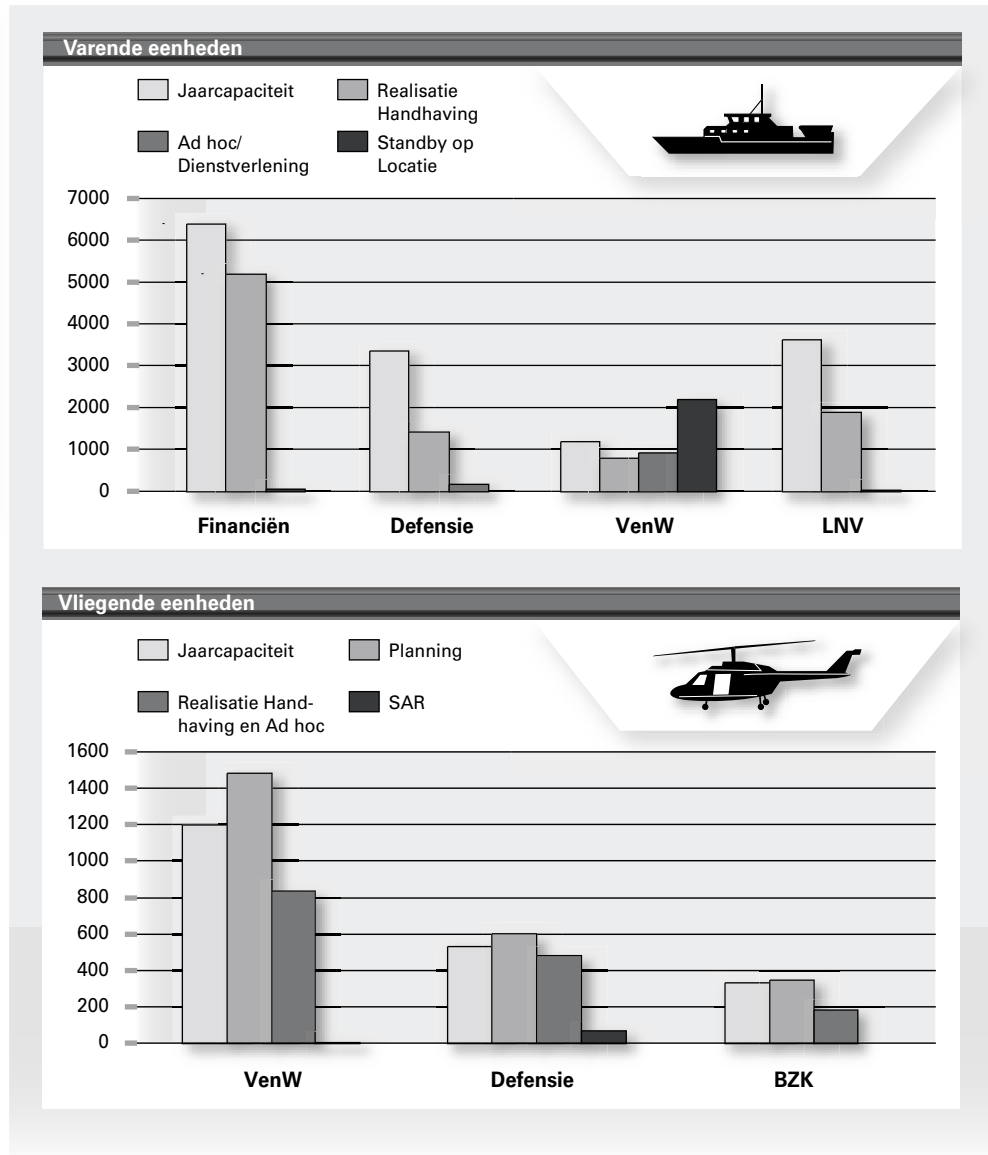 Varende eenheden
Jaarcapaciteit
Realisatie
Handhaving
Ad hoc/
Dienstverlening
Standby op
Locatie
7000
6000
5000
4000
3000
2000
1000
0
Financiën Defensie VenW LNV
Vliegende eenheden
Jaarcapaciteit
Planning
Realisatie Hand-
having en Ad hoc
SAR
1600
1400
1200
1000
800
600
400
200
0
VenW Defensie BZK